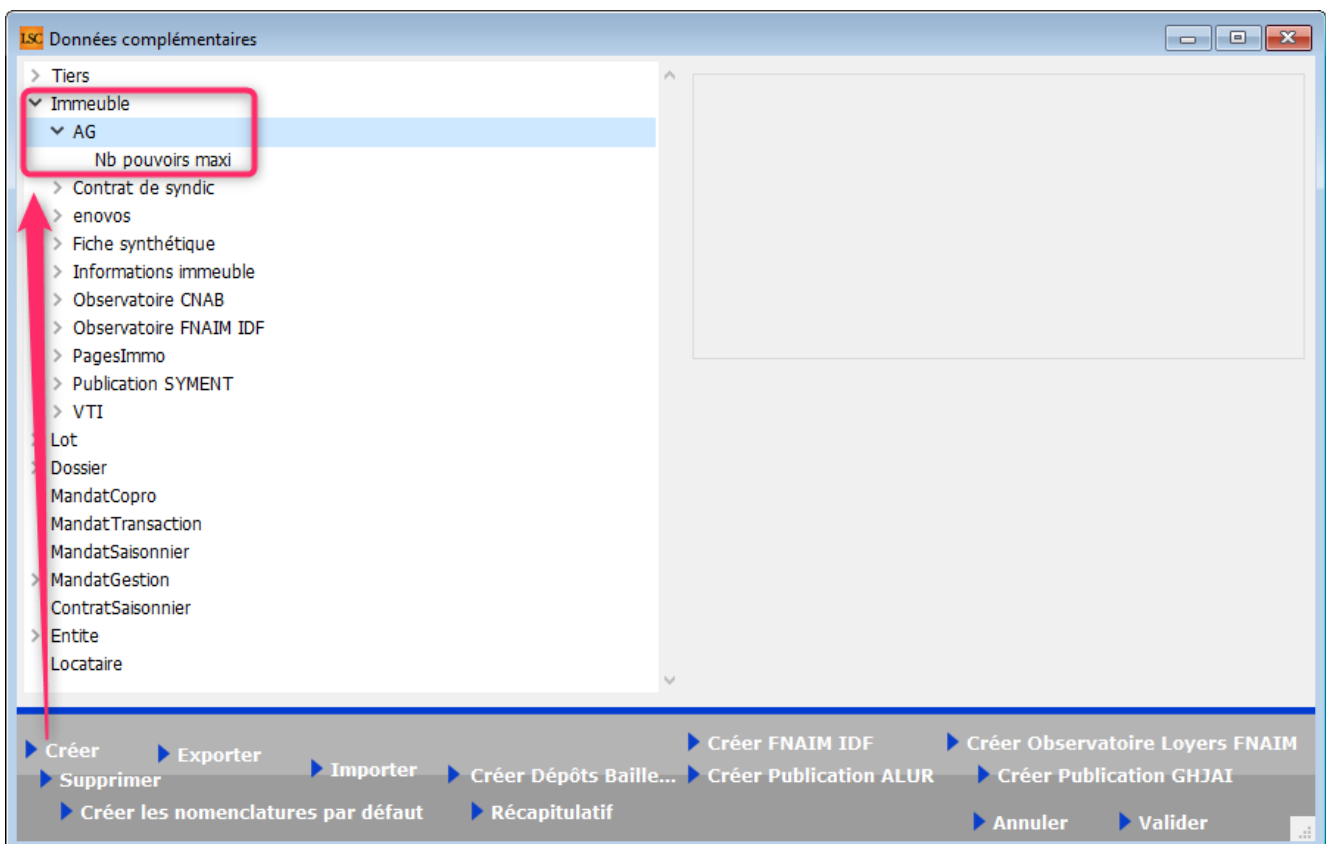 LSC Données complémentaires
Tiers
Immeuble
AG
Nb pouvoirs maxi
Contrat de syndic
enovos
Fiche synthétique
Informations immeuble
Observatoire CNAB
Observatoire FNAIM IDF
PagesImmo
Publication SYMENT
VTI
Lot
Dossier
MandatCopro
MandatTransaction
MandatSaisonnier
MandatGestion
ContratSaisonnier
Entite
Locataire
Créer Exporter Créer FNAIM IDF Créer Observatoire Loyers FNAIM
Supprimer Importer Créer Dépôts Baille... Créer Publication ALUR Créer Publication GHJAI
Créer les nomenclatures par défaut Récapitulatif Annuler Valider